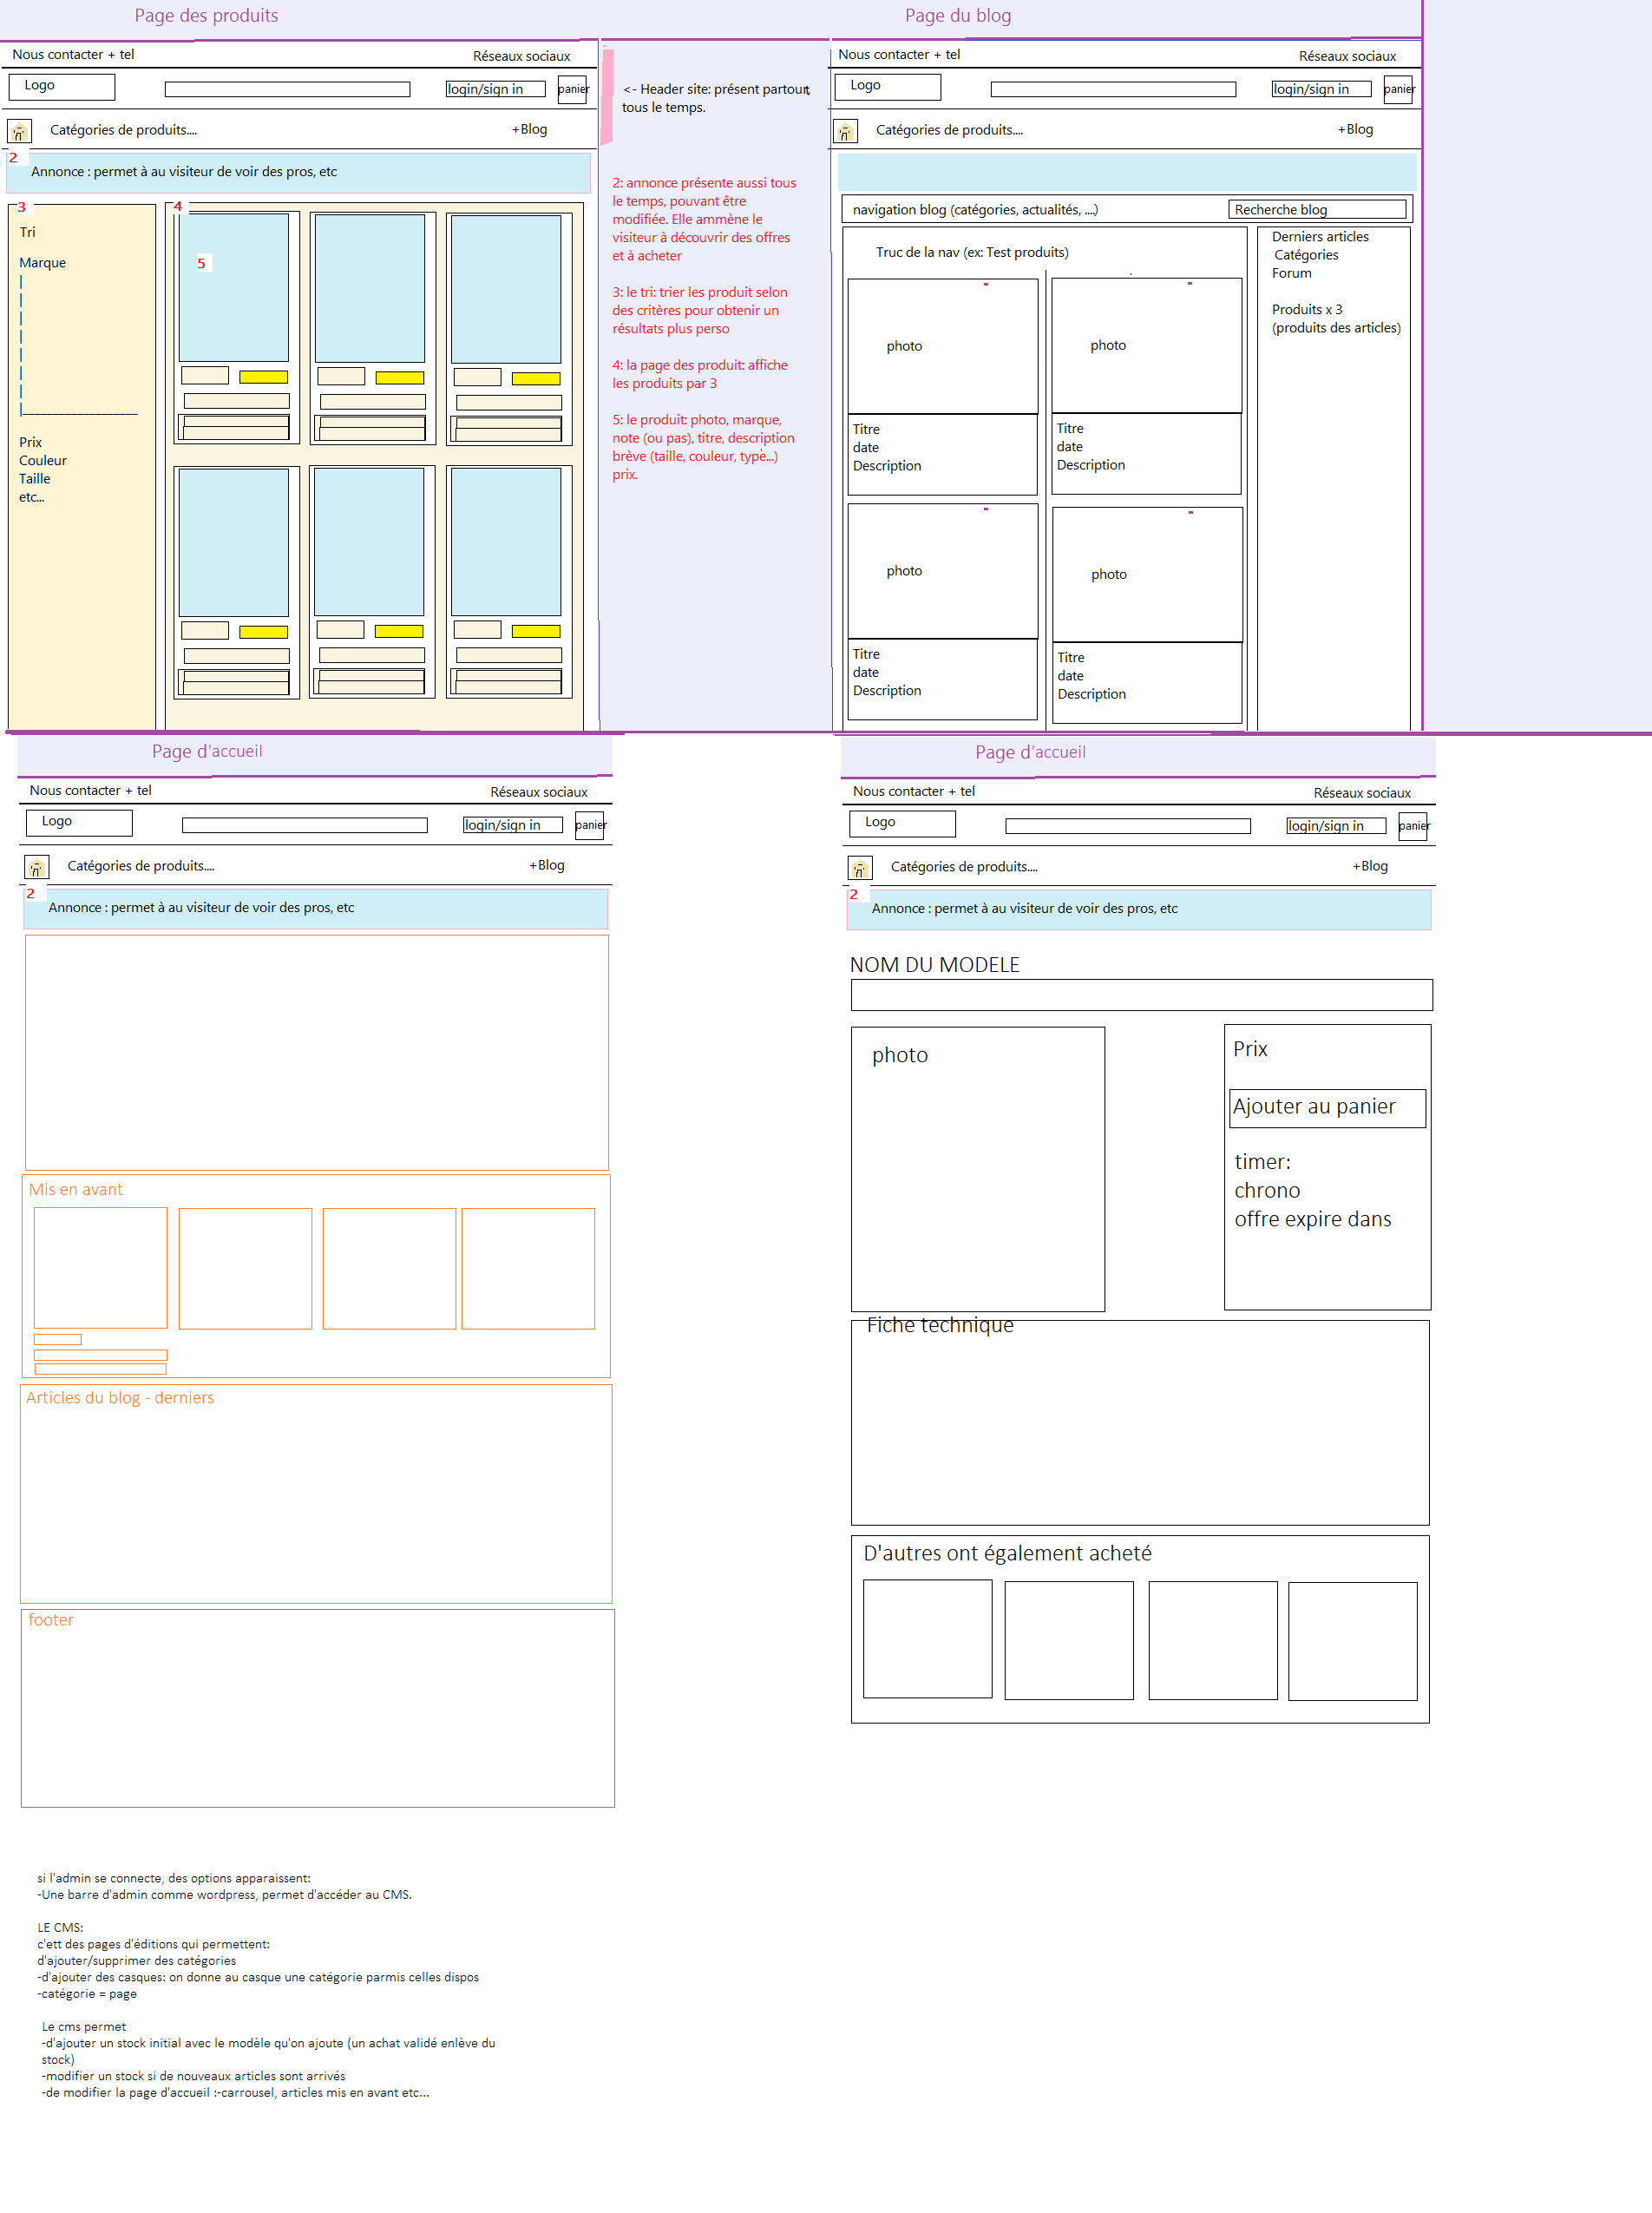 Page des produits
Nous contacter + tel
Réseaux sociaux
Logo
login/sign in
panier
Catégories de produits....
+Blog
2
Annonce : permet à au visiteur de voir des pros, etc
3
Tri
Marque
Prix
Couleur
Taille
etc...
4
5
<- Header site: présent partout,
tous le temps.
2: annonce présente aussi tous
le temps, pouvant être
modifiée. Elle ammène le
visiteur à découvrir des offres
et à acheter
3: le tri: trier les produit selon
des critères pour obtenir un
résultats plus perso
4: la page des produit: affiche
les produits par 3
5: le produit: photo, marque,
note (ou pas), titre, description
brève (taille, couleur, type...)
prix.
Page du blog
Nous contacter + tel
Réseaux sociaux
Logo
login/sign in
panier
Catégories de produits....
+Blog
navigation blog (catégories, actualités, ....)
Recherche blog
Truc de la nav (ex: Test produits)
photo
Titre
date
Description
photo
Titre
date
Description
photo
Titre
date
Description
photo
Titre
date
Description
Derniers articles
Catégories
Forum
Produits x 3
(produits des articles)
Page d'accueil
Nous contacter + tel
Réseaux sociaux
Logo
login/sign in
panier
Catégories de produits....
+Blog
2
Annonce : permet à au visiteur de voir des pros, etc
Mis en avant
Articles du blog - derniers
footer
Page d'accueil
Nous contacter + tel
Réseaux sociaux
Logo
login/sign in
panier
Catégories de produits....
+Blog
2
Annonce : permet à au visiteur de voir des pros, etc
NOM DU MODELE
photo
Prix
Ajouter au panier
timer:
chrono
offre expire dans
Fiche technique
D'autres ont également acheté
si l'admin se connecte, des options apparaissent:
-Une barre d'admin comme wordpress, permet d'accéder au CMS.
LE CMS:
c'ett des pages d'éditions qui permettent:
d'ajouter/supprimer des catégories
-d'ajouter des casques: on donne au casque une catégorie parmis celles dispos
-catégorie = page
Le cms permet
-d'ajouter un stock initial avec le modèle qu'on ajoute (un achat validé enlève du
stock)
-modifier un stock si de nouveaux articles sont arrivés
-de modifier la page d'accueil :-carrousel, articles mis en avant etc...